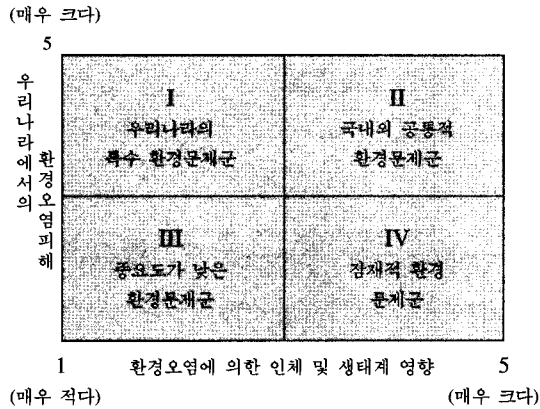 (매우 크다)
5
우리나라에서의
환경오염피해
I
우리나라의
특수 환경문제군
II
국내외 공통적
환경문제군
III
중요도가 낮은
환경문제군
IV
잠재적 환경
문제군
1 환경오염에 의한 인체 및 생태계 영향 5
(매우 적다) (매우 크다)